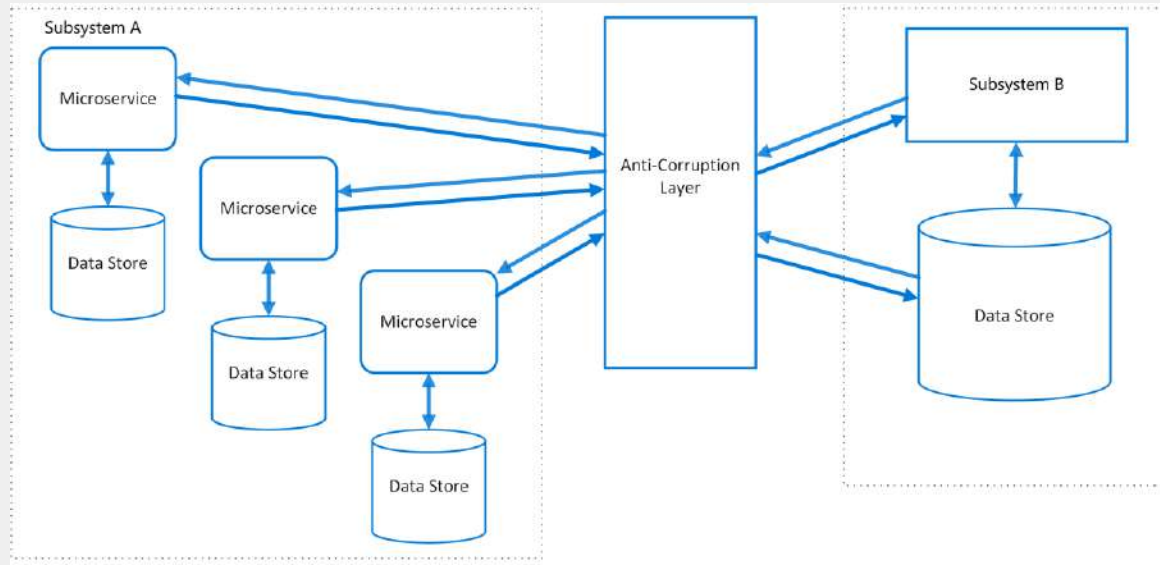 Subsystem A
Microservice
Data Store
Microservice
Data Store
Microservice
Data Store
Anti-Corruption
Layer
Subsystem B
Data Store